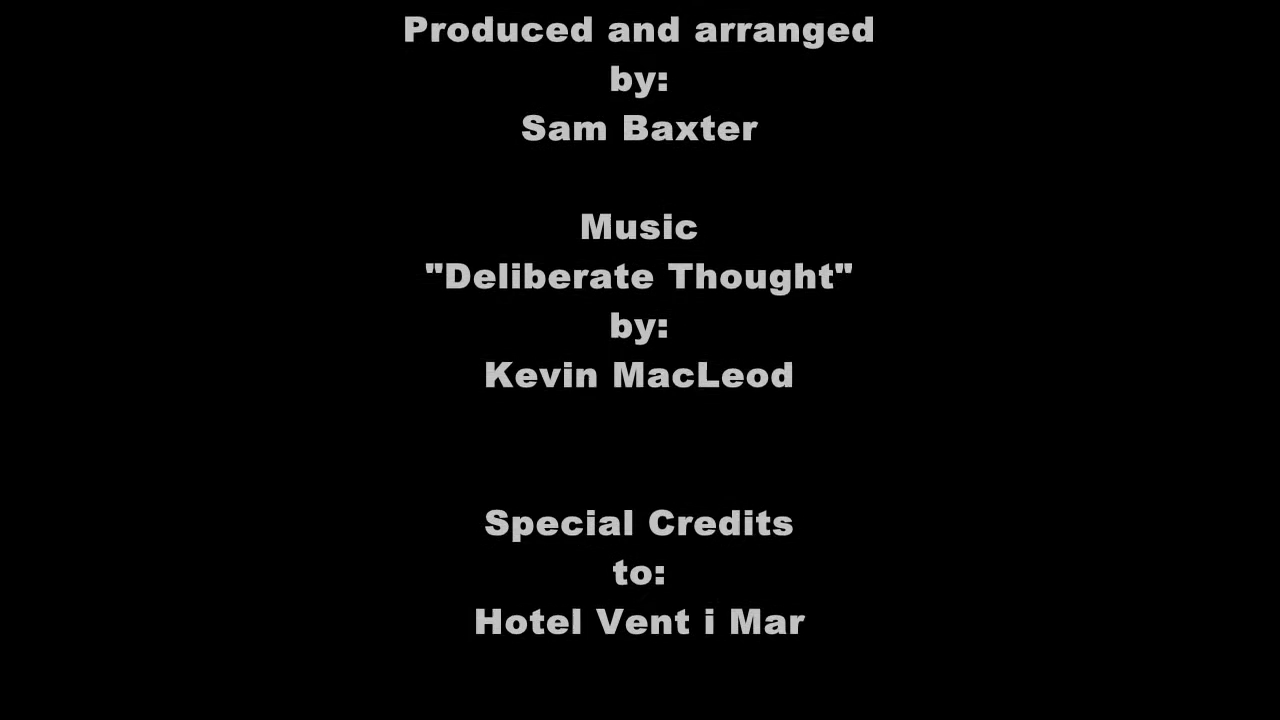 Produced and arranged
by:
Sam Baxter
Music
"Deliberate Thought"
by:
Kevin MacLeod
Special Credits
to:
Hotel Vent i Mar